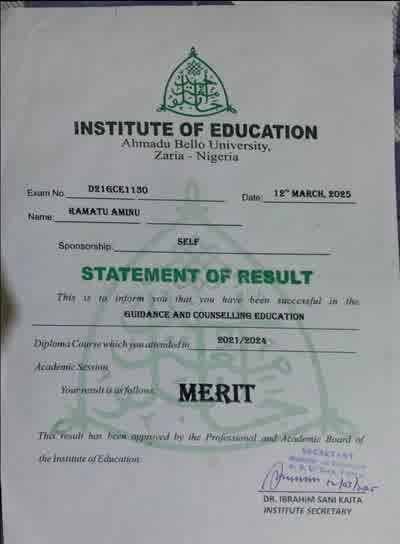 INSTITUTE OF EDUCATION
Ahmadu Bello University,
Zaria - Nigeria
Exam No. D21GCE1130 Date: 12th MARCH, 2025
Name: RAMATU AMINU
Sponsorship: SELF
STATEMENT OF RESULT
This is to inform you that you have been successful in the
GUIDANCE AND COUNSELLING EDUCATION
Diploma Course which you attended in 2021/2024
Academic Session
Your result is as follows: MERIT
This result has been approved by the Professional and Academic Board of
the Institute of Education.
SECRETARY
DR. IBRAHIM SANI KAITA
INSTITUTE SECRETARY